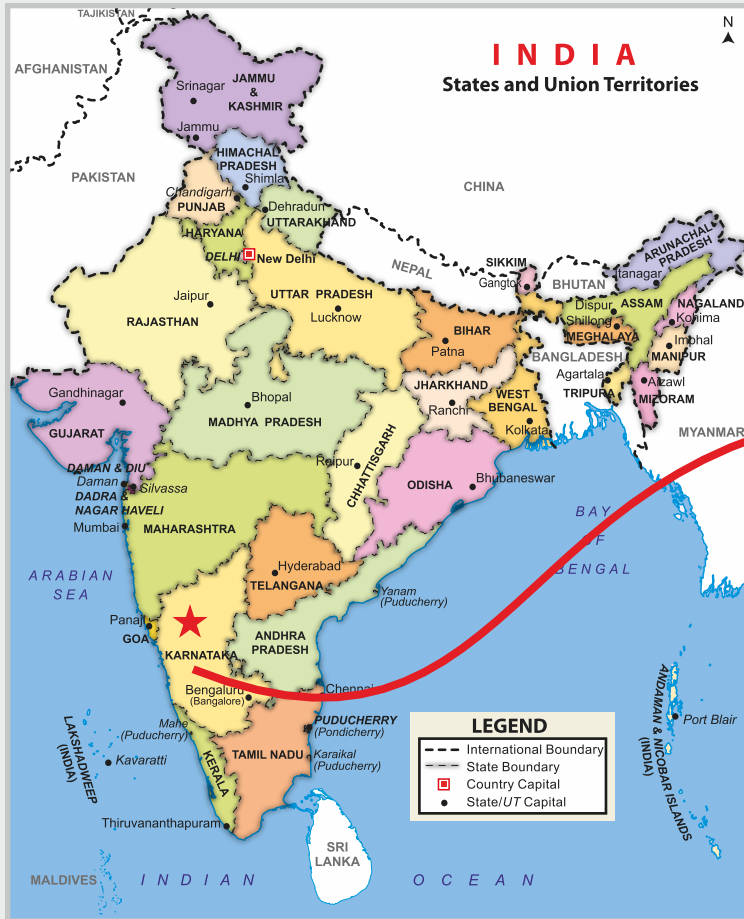 TAJIKISTAN
N
INDIA
States and Union Territories
AFGHANISTAN
JAMMU
&
KASHMIR
Srinagar
Jammu
HIMACHAL
PRADESH
Shimla
PAKISTAN
CHINA
Chandigarh
PUNJAB
Dehradun
UTTARAKHAND
HARYANA
DELHI
New Delhi
ARUNACHAL
PRADESH
NEPAL
SIKKIM
Gangtok
BHUTAN
Itanagar
Jaipur
UTTAR PRADESH
Lucknow
RAJASTHAN
Dispur
ASSAM
NAGALAND
Kohima
Shillong
MEGHALAYA
BIHAR
Patna
Imphal
MANIPUR
BANGLADESH
Agartala
TRIPURA
Aizawl
MIZORAM
JHARKHAND
Ranchi
WEST
BENGAL
Kolkata
Gandhinagar
GUJARAT
Bhopal
MADHYA PRADESH
MYANMAR
CHHATTISGARH
Raipur
ODISHA
Bhubaneswar
DAMAN & DIU
Daman
Silvassa
DADRA &
NAGAR HAVELI
Mumbai
MAHARASHTRA
BAY
OF
BENGAL
ARABIAN
SEA
Hyderabad
TELANGANA
Yanam
(Puducherry)
Panaji
GOA
KARNATAKA
ANDHRA
PRADESH
Bengaluru
(Bangalore)
Chennai
Mahe
(Puducherry)
PUDUCHERRY
(Pondicherry)
LAKSHADWEEP
(INDIA)
Kavaratti
KERALA
TAMIL NADU
Karaikal
(Puducherry)
ANDAMAN & NICOBAR ISLANDS
(INDIA)
Port Blair
LEGEND
International Boundary
State Boundary
Country Capital
State/UT Capital
Thiruvananthapuram
SRI
LANKA
MALDIVES
INDIAN OCEAN